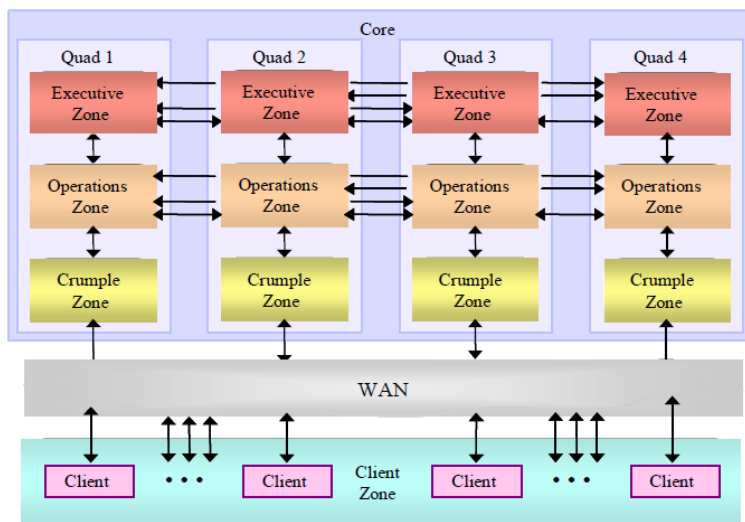 Core
Quad 1
Quad 2
Quad 3
Quad 4
Executive
Zone
Executive
Zone
Executive
Zone
Executive
Zone
Operations
Zone
Operations
Zone
Operations
Zone
Operations
Zone
Crumple
Zone
Crumple
Zone
Crumple
Zone
Crumple
Zone
WAN
Client
• • •
Client
Client
Zone
Client
• • •
Client